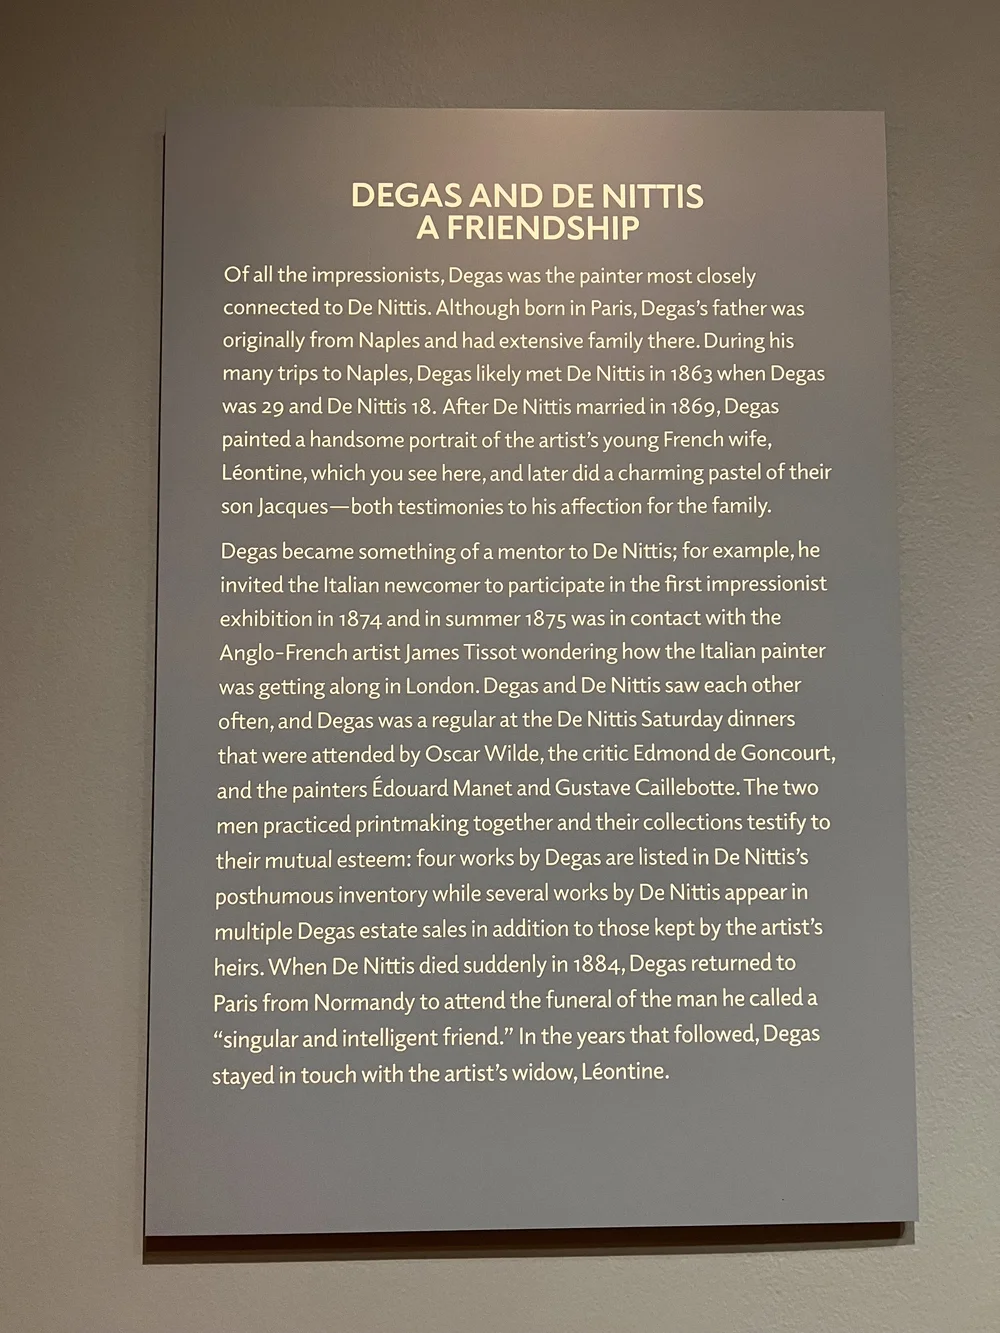 DEGAS AND DE NITTIS
A FRIENDSHIP
Of all the impressionists, Degas was the painter most closely
connected to De Nittis. Although born in Paris, Degas’s father was
originally from Naples and had extensive family there. During his
many trips to Naples, Degas likely met De Nittis in 1863 when Degas
was 29 and De Nittis 18. After De Nittis married in 1869, Degas
painted a handsome portrait of the artist’s young French wife,
Léontine, which you see here, and later did a charming pastel of their
son Jacques—both testimonies to his affection for the family.
Degas became something of a mentor to De Nittis; for example, he
invited the Italian newcomer to participate in the first impressionist
exhibition in 1874 and in summer 1875 was in contact with the
Anglo-French artist James Tissot wondering how the Italian painter
was getting along in London. Degas and De Nittis saw each other
often, and Degas was a regular at the De Nittis Saturday dinners
that were attended by Oscar Wilde, the critic Edmond de Goncourt,
and the painters Édouard Manet and Gustave Caillebotte. The two
men practiced printmaking together and their collections testify to
their mutual esteem: four works by Degas are listed in De Nittis’s
posthumous inventory while several works by De Nittis appear in
multiple Degas estate sales in addition to those kept by the artist’s
heirs. When De Nittis died suddenly in 1884, Degas returned to
Paris from Normandy to attend the funeral of the man he called a
“singular and intelligent friend.” In the years that followed, Degas
stayed in touch with the artist’s widow, Léontine.